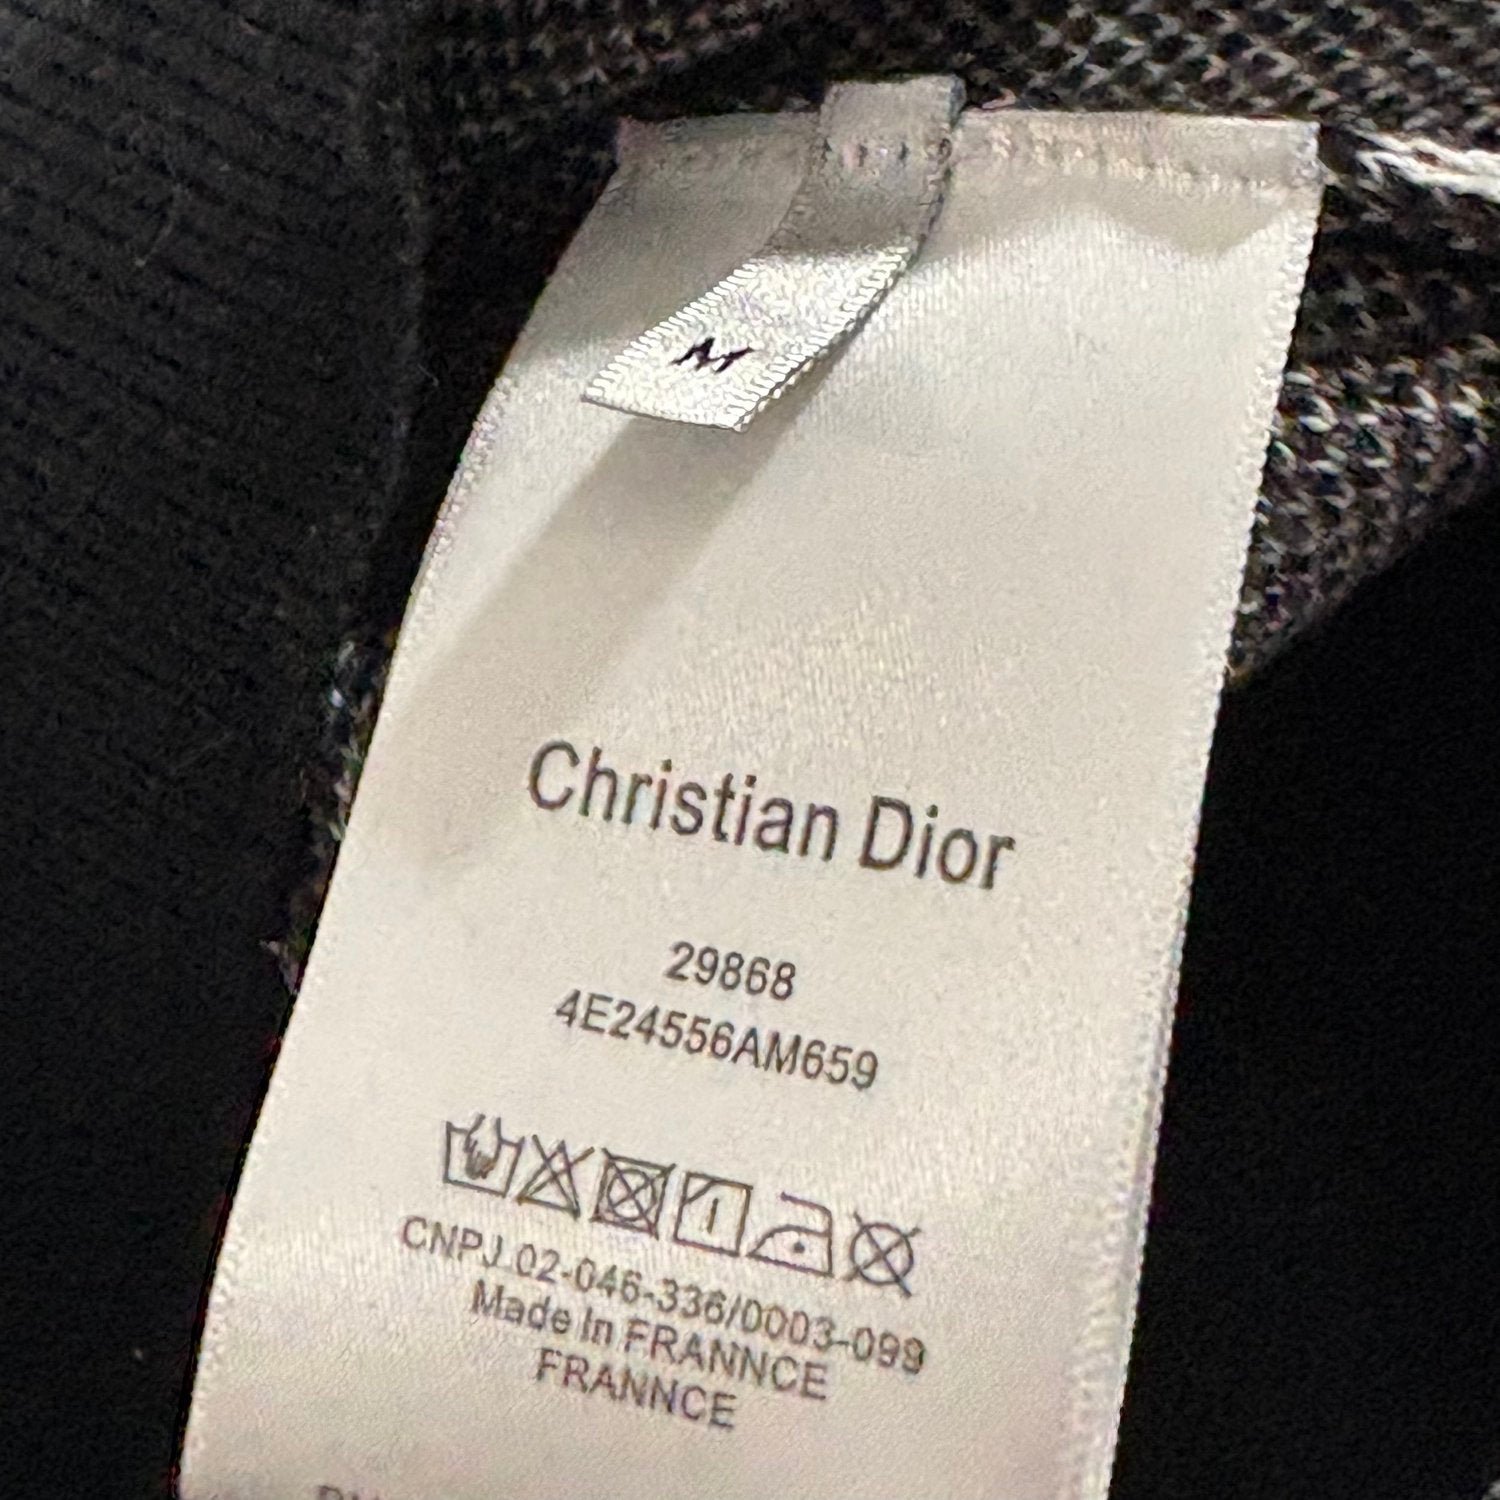 M
Christian Dior
29868
4E24556AM659
CNPJ 02-046-336/0003-099
Made In FRANNCE
FRANNCE